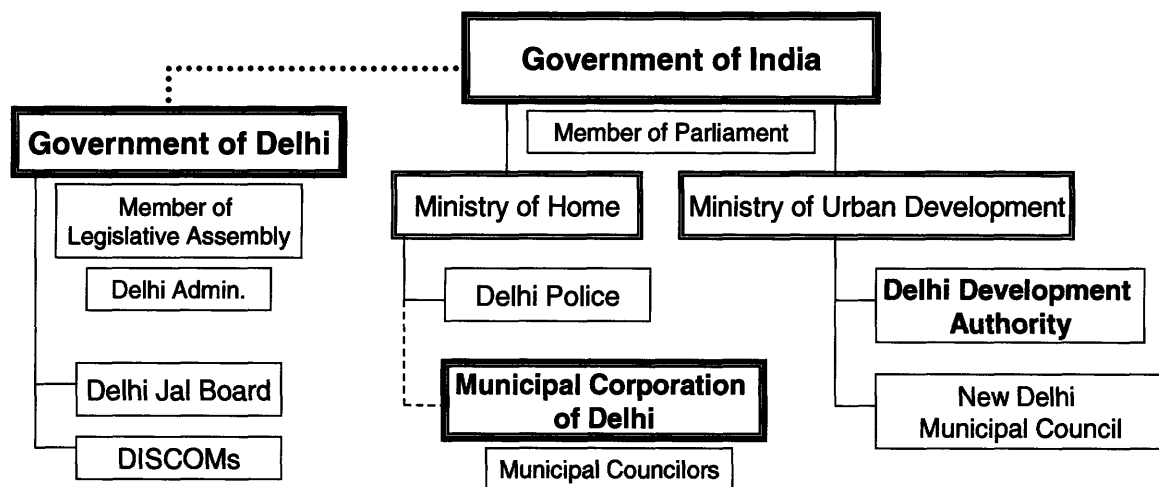 Government of India
Member of Parliament
Government of Delhi
Member of
Legislative Assembly
Delhi Admin.
Delhi Jal Board
DISCOMs
Ministry of Home
Delhi Police
Municipal Corporation
of Delhi
Municipal Councilors
Ministry of Urban Development
Delhi Development
Authority
New Delhi
Municipal Council